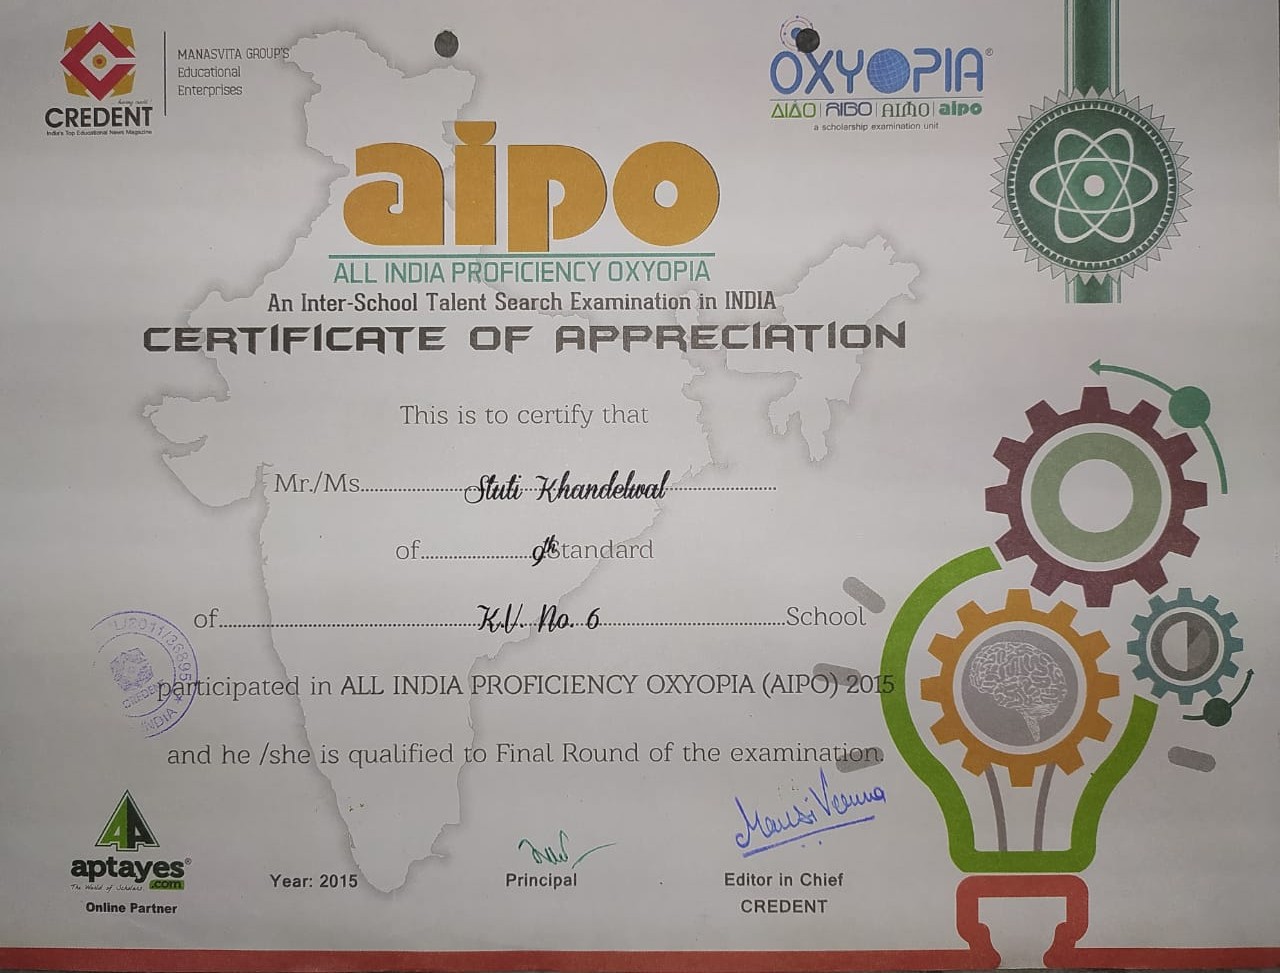 CREDENT
India's Top Educational News Magazine
MANASVITA GROUP'S
Educational
Enterprises
OXYOPIA®
AIAO | AIBO | AIMO | aipo
a scholarship examination unit
aipo
ALL INDIA PROFICIENCY OXYOPIA
An Inter-School Talent Search Examination in INDIA
CERTIFICATE OF APPRECIATION
This is to certify that
Mr./Ms. Stuti Khandelwal
of 9th Standard
of K.V. No. 6 School
participated in ALL INDIA PROFICIENCY OXYOPIA (AIPO) 2015
and he /she is qualified to Final Round of the examination.
CREDENT
INDIA
Mansi Veenna
aptayes®
.com
The World of Scholars
Online Partner
Year: 2015
Principal
Editor in Chief
CREDENT